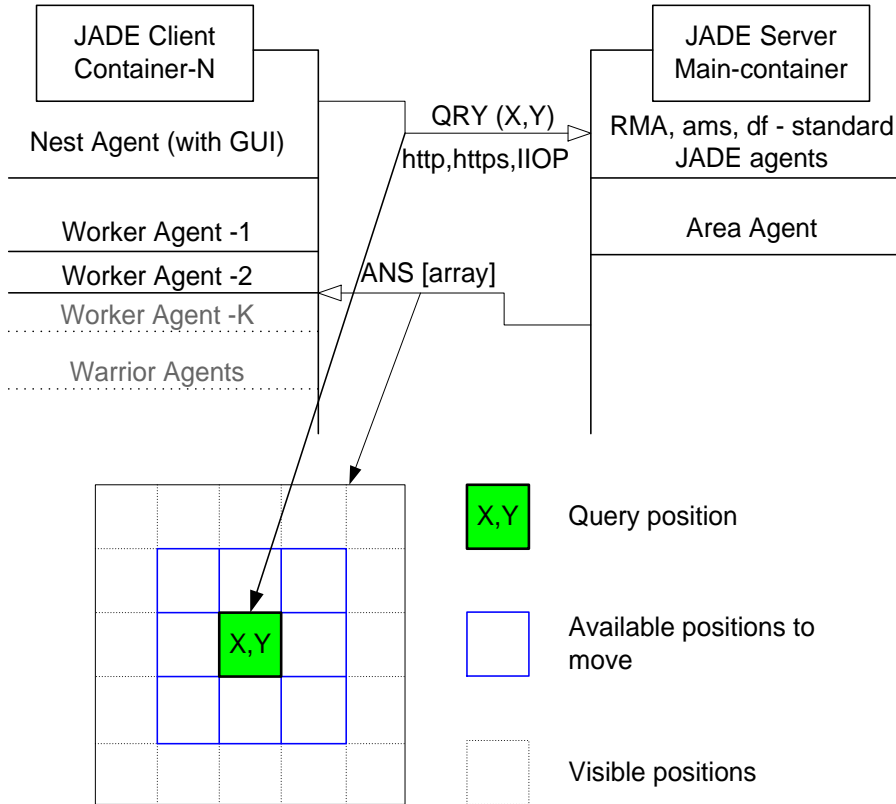 JADE Client
Container-N
JADE Server
Main-container
Nest Agent (with GUI)
QRY (X,Y)
http,https,IIOP
RMA, ams, df - standard
JADE agents
Worker Agent -1
Area Agent
Worker Agent -2
ANS [array]
Worker Agent -K
Warrior Agents
X,Y
Query position
X,Y
Available positions to
move
Visible positions